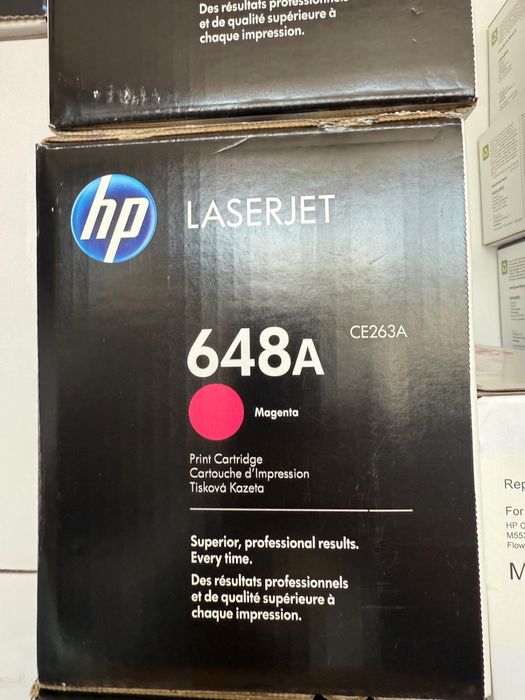 Des résultats professionnels
et de qualité supérieure à
chaque impression.
hp
LASERJET
648A
CE263A
Magenta
Print Cartridge
Cartouche d'Impression
Tisková Kazeta
Superior, professional results.
Every time.
Des résultats professionnels
et de qualité supérieure à
chaque impression.
For
HP
Flow